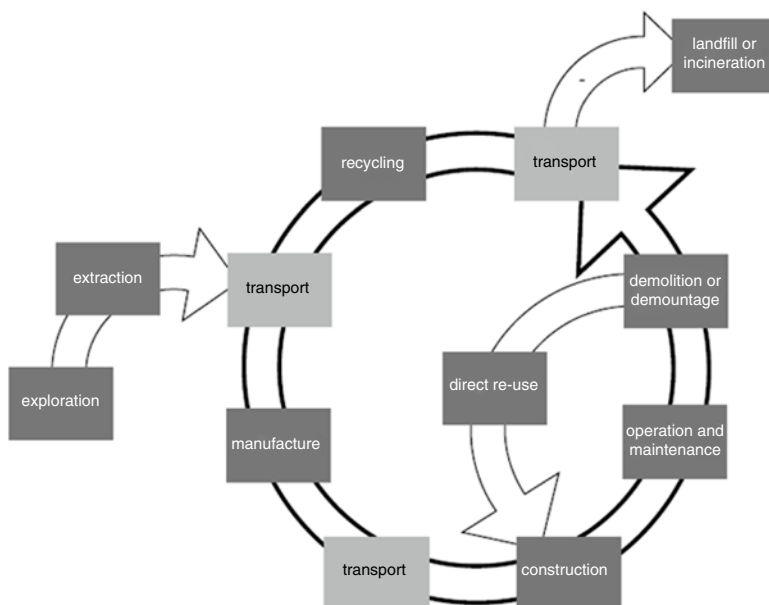 landfill or
incineration
recycling
transport
extraction
transport
demolition or
demountage
exploration
direct re-use
manufacture
operation and
maintenance
transport
construction